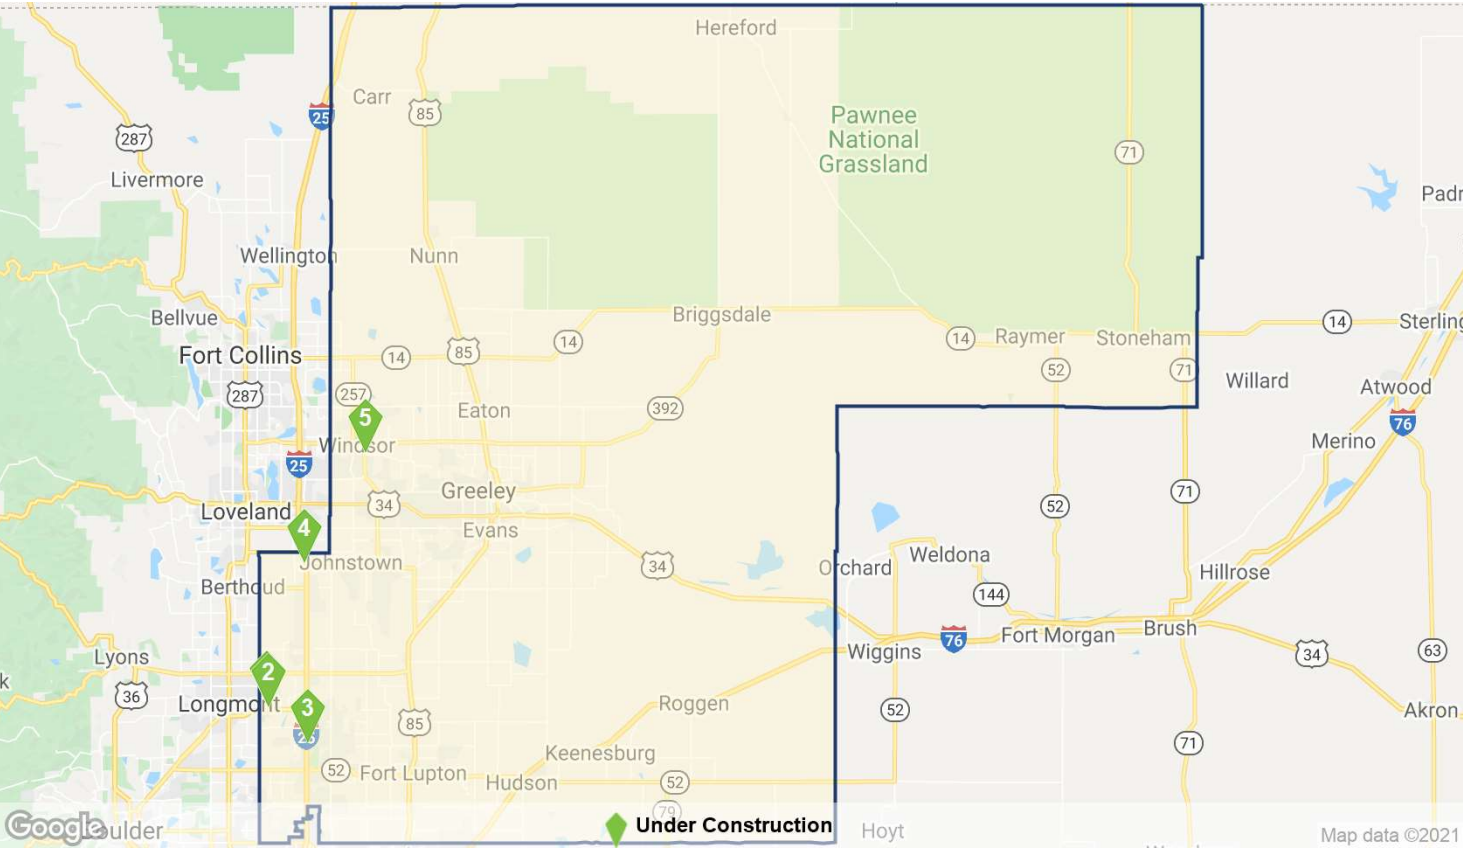 Hereford
Carr
25
85
287
Pawnee
National
Grassland
71
Livermore
Padr
Wellington
Nunn
Bellvue
Briggsdale
14
Sterling
Fort Collins
14
85
14
14
Raymer
Stoneham
52
71
Willard
Atwood
287
257
5
Eaton
392
76
Windsor
Merino
25
Greeley
71
Loveland
34
52
4
Evans
Johnstown
34
Orchard
Weldona
Hillrose
Berthoud
144
Brush
Fort Morgan
76
Lyons
Wiggins
34
63
k
2
36
Longmont
3
25
85
Roggen
52
Akron
71
Keenesburg
52
Fort Lupton
Hudson
52
79
Google
oulder
Under Construction
Hoyt
Map data ©2021